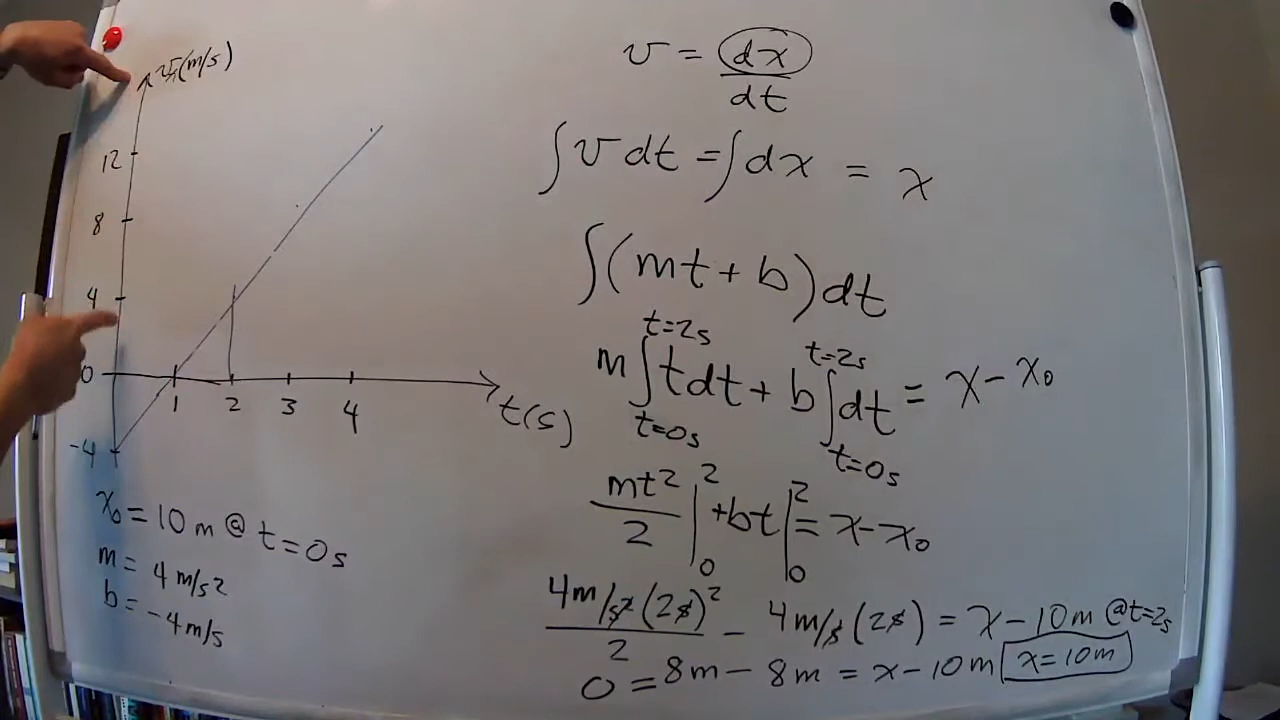 v(m/s)
12
8
4
0
-4
1 2 3 4 t(s)
x₀ = 10 m @ t = 0s
m = 4 m/s²
b = -4 m/s
v = dx/dt
∫v dt = ∫dx = x
∫(mt + b)dt
t=2s t=2s
m∫t dt + b∫dt = x - x₀
t=0s t=0s
mt²/2 |₀² + bt |₀² = x - x₀
4m/s²(2s)²/2 - 4m/s(2s) = x - 10m @t=2s
0 = 8m - 8m = x - 10m x = 10m